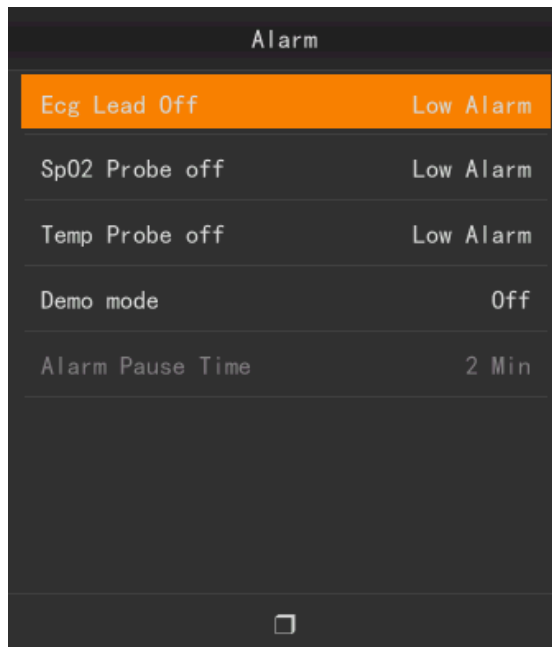 Alarm
Ecg Lead Off Low Alarm
SpO2 Probe off Low Alarm
Temp Probe off Low Alarm
Demo mode Off
Alarm Pause Time 2 Min